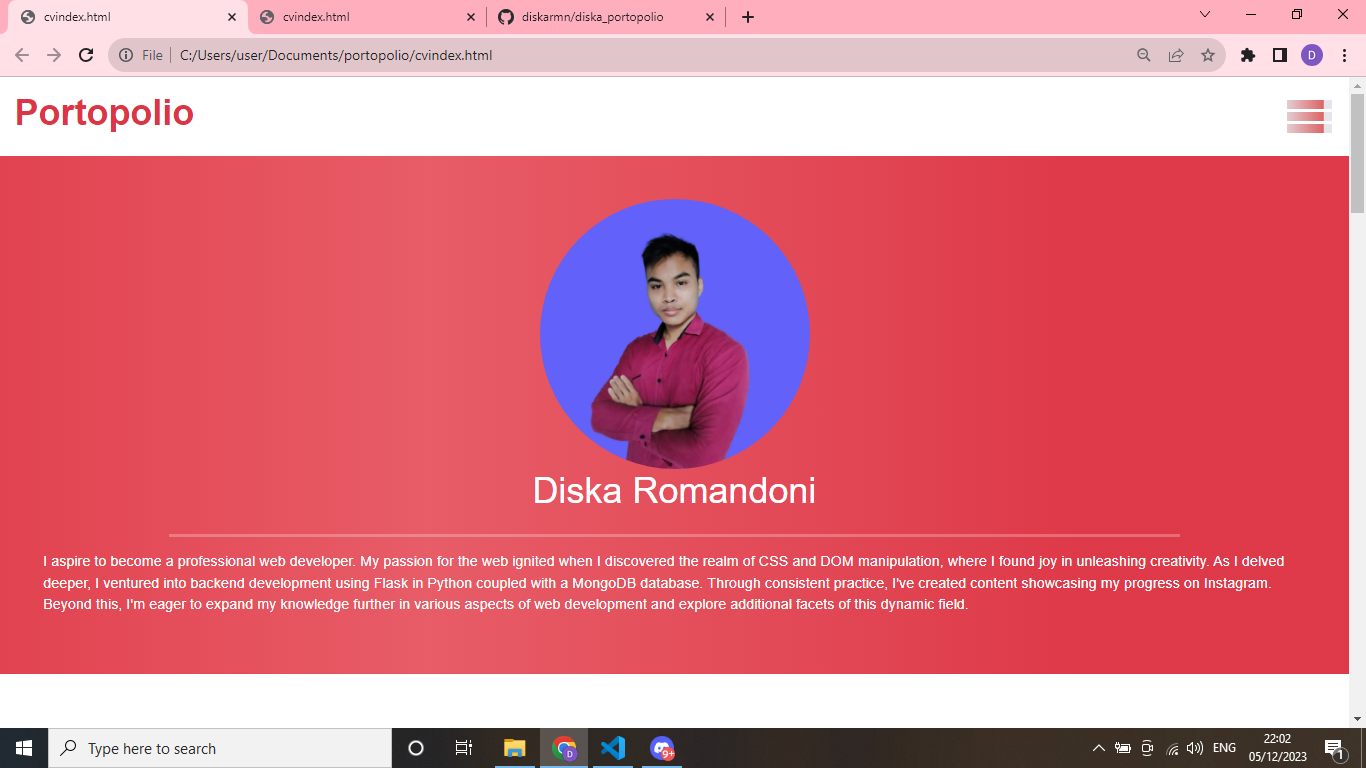 cvindex.html
cvindex.html
diskarmn/diska_portopolio
File
C:/Users/user/Documents/portopolio/cvindex.html
D
Portopolio
Diska Romandoni
I aspire to become a professional web developer. My passion for the web ignited when I discovered the realm of CSS and DOM manipulation, where I found joy in unleashing creativity. As I delved
deeper, I ventured into backend development using Flask in Python coupled with a MongoDB database. Through consistent practice, I've created content showcasing my progress on Instagram.
Beyond this, I'm eager to expand my knowledge further in various aspects of web development and explore additional facets of this dynamic field.
Type here to search
D
9+
ENG
22:02
05/12/2023
1